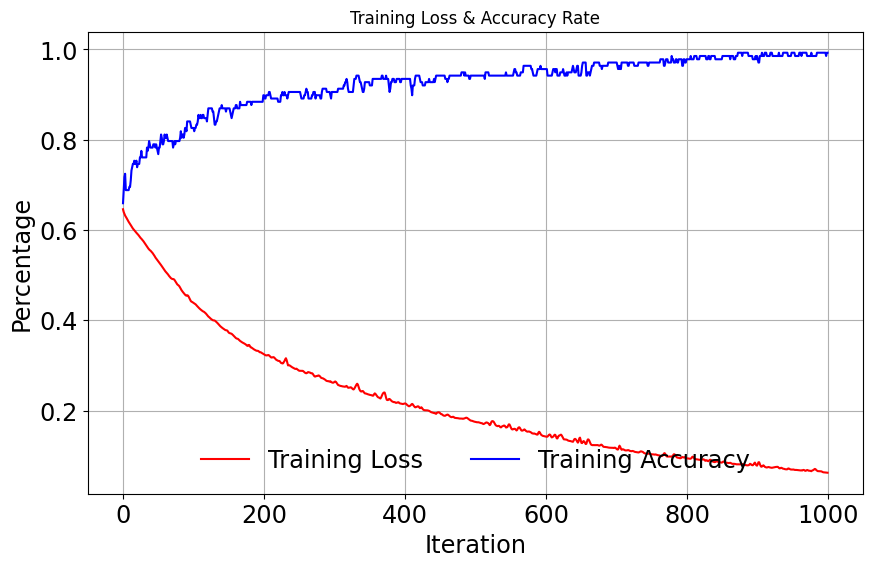 Training Loss & Accuracy Rate
1.0
0.8
0.6
0.4
0.2
Percentage
Training Loss Training Accuracy
0 200 400 600 800 1000
Iteration